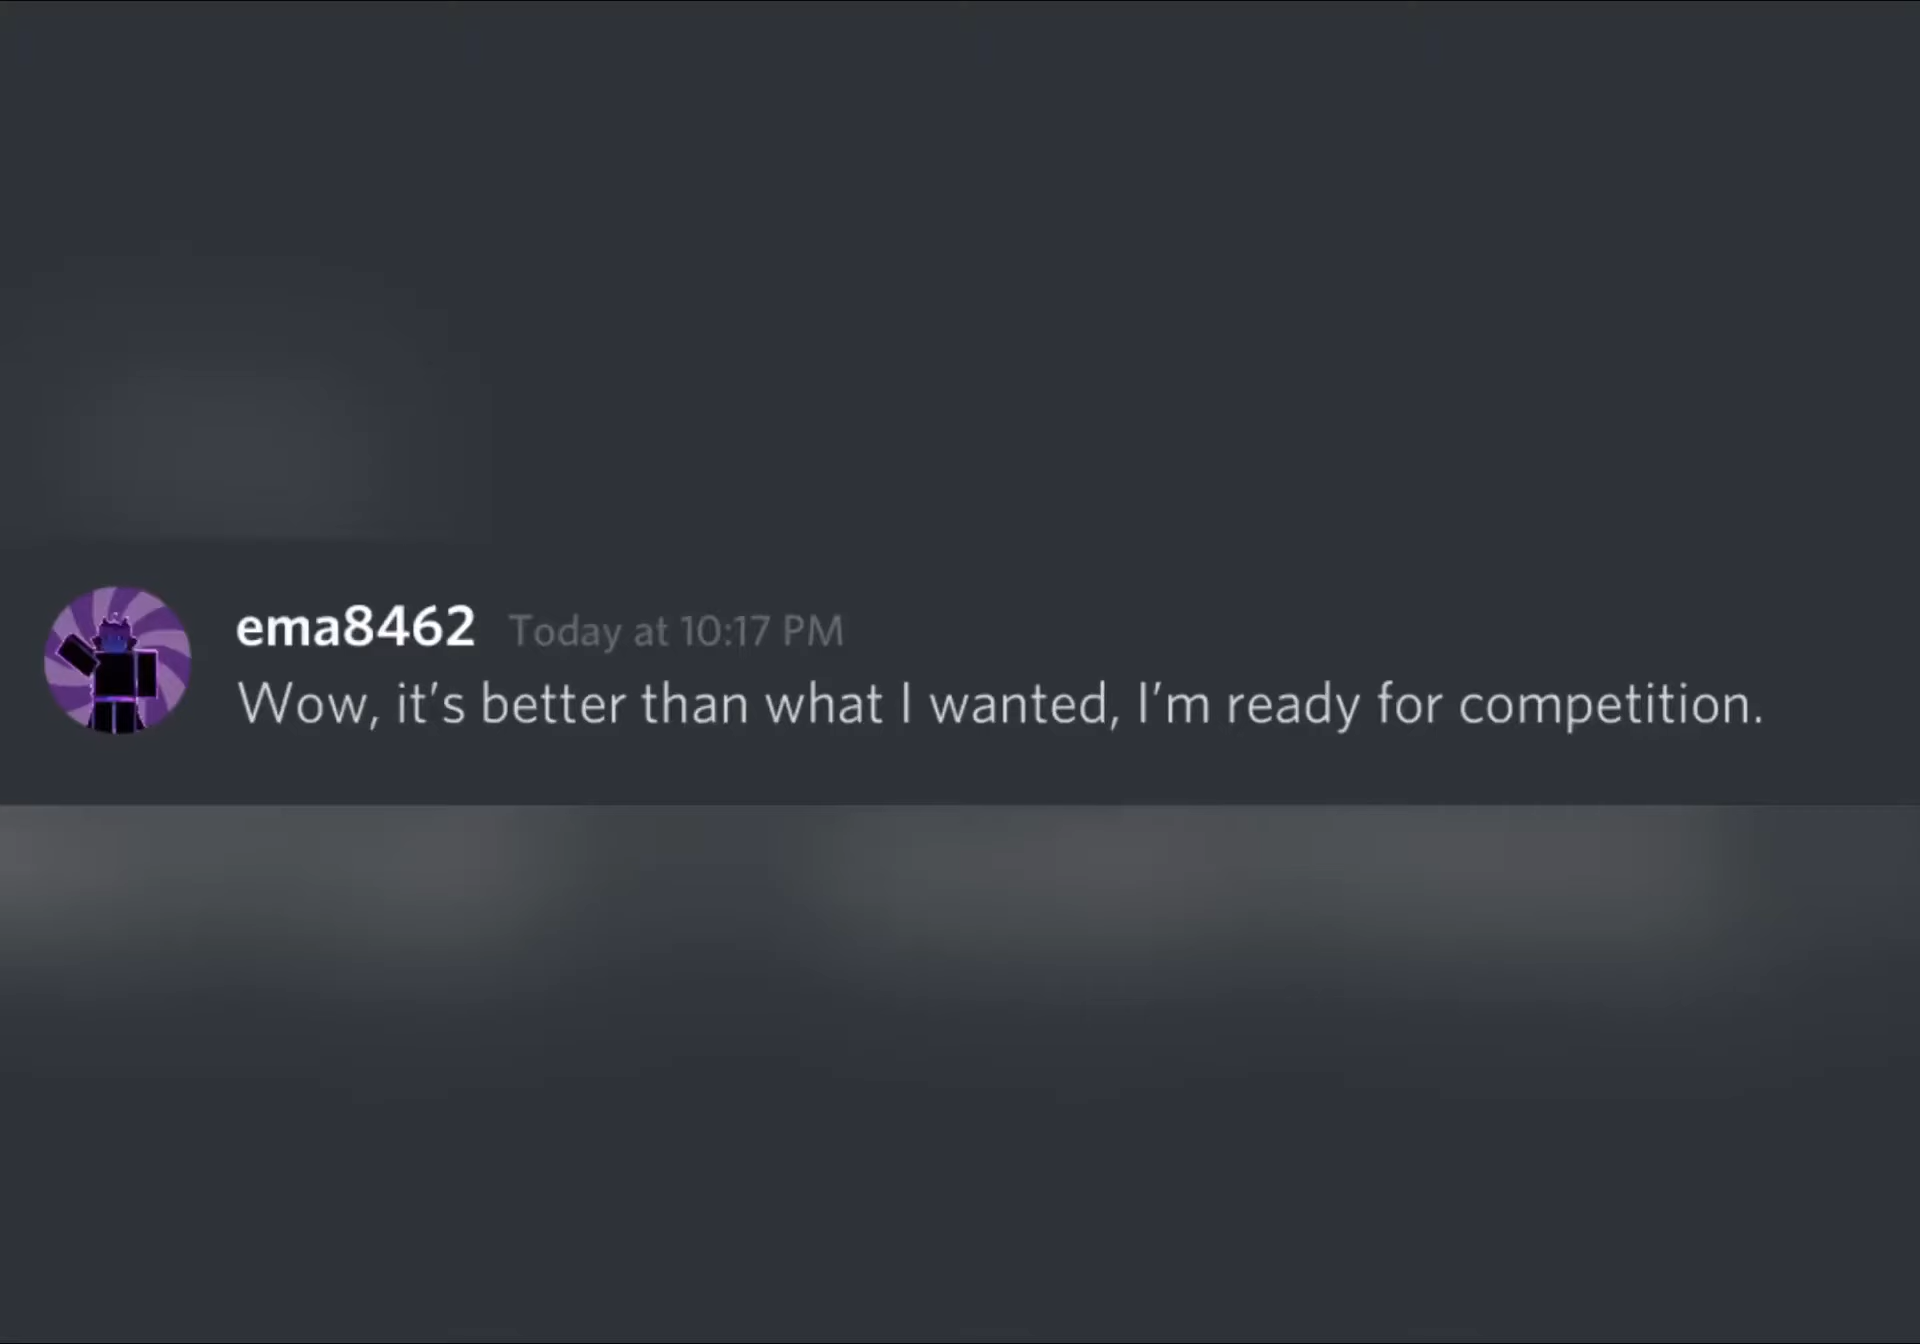 ema8462 Today at 10:17 PM
Wow, it's better than what I wanted, I'm ready for competition.